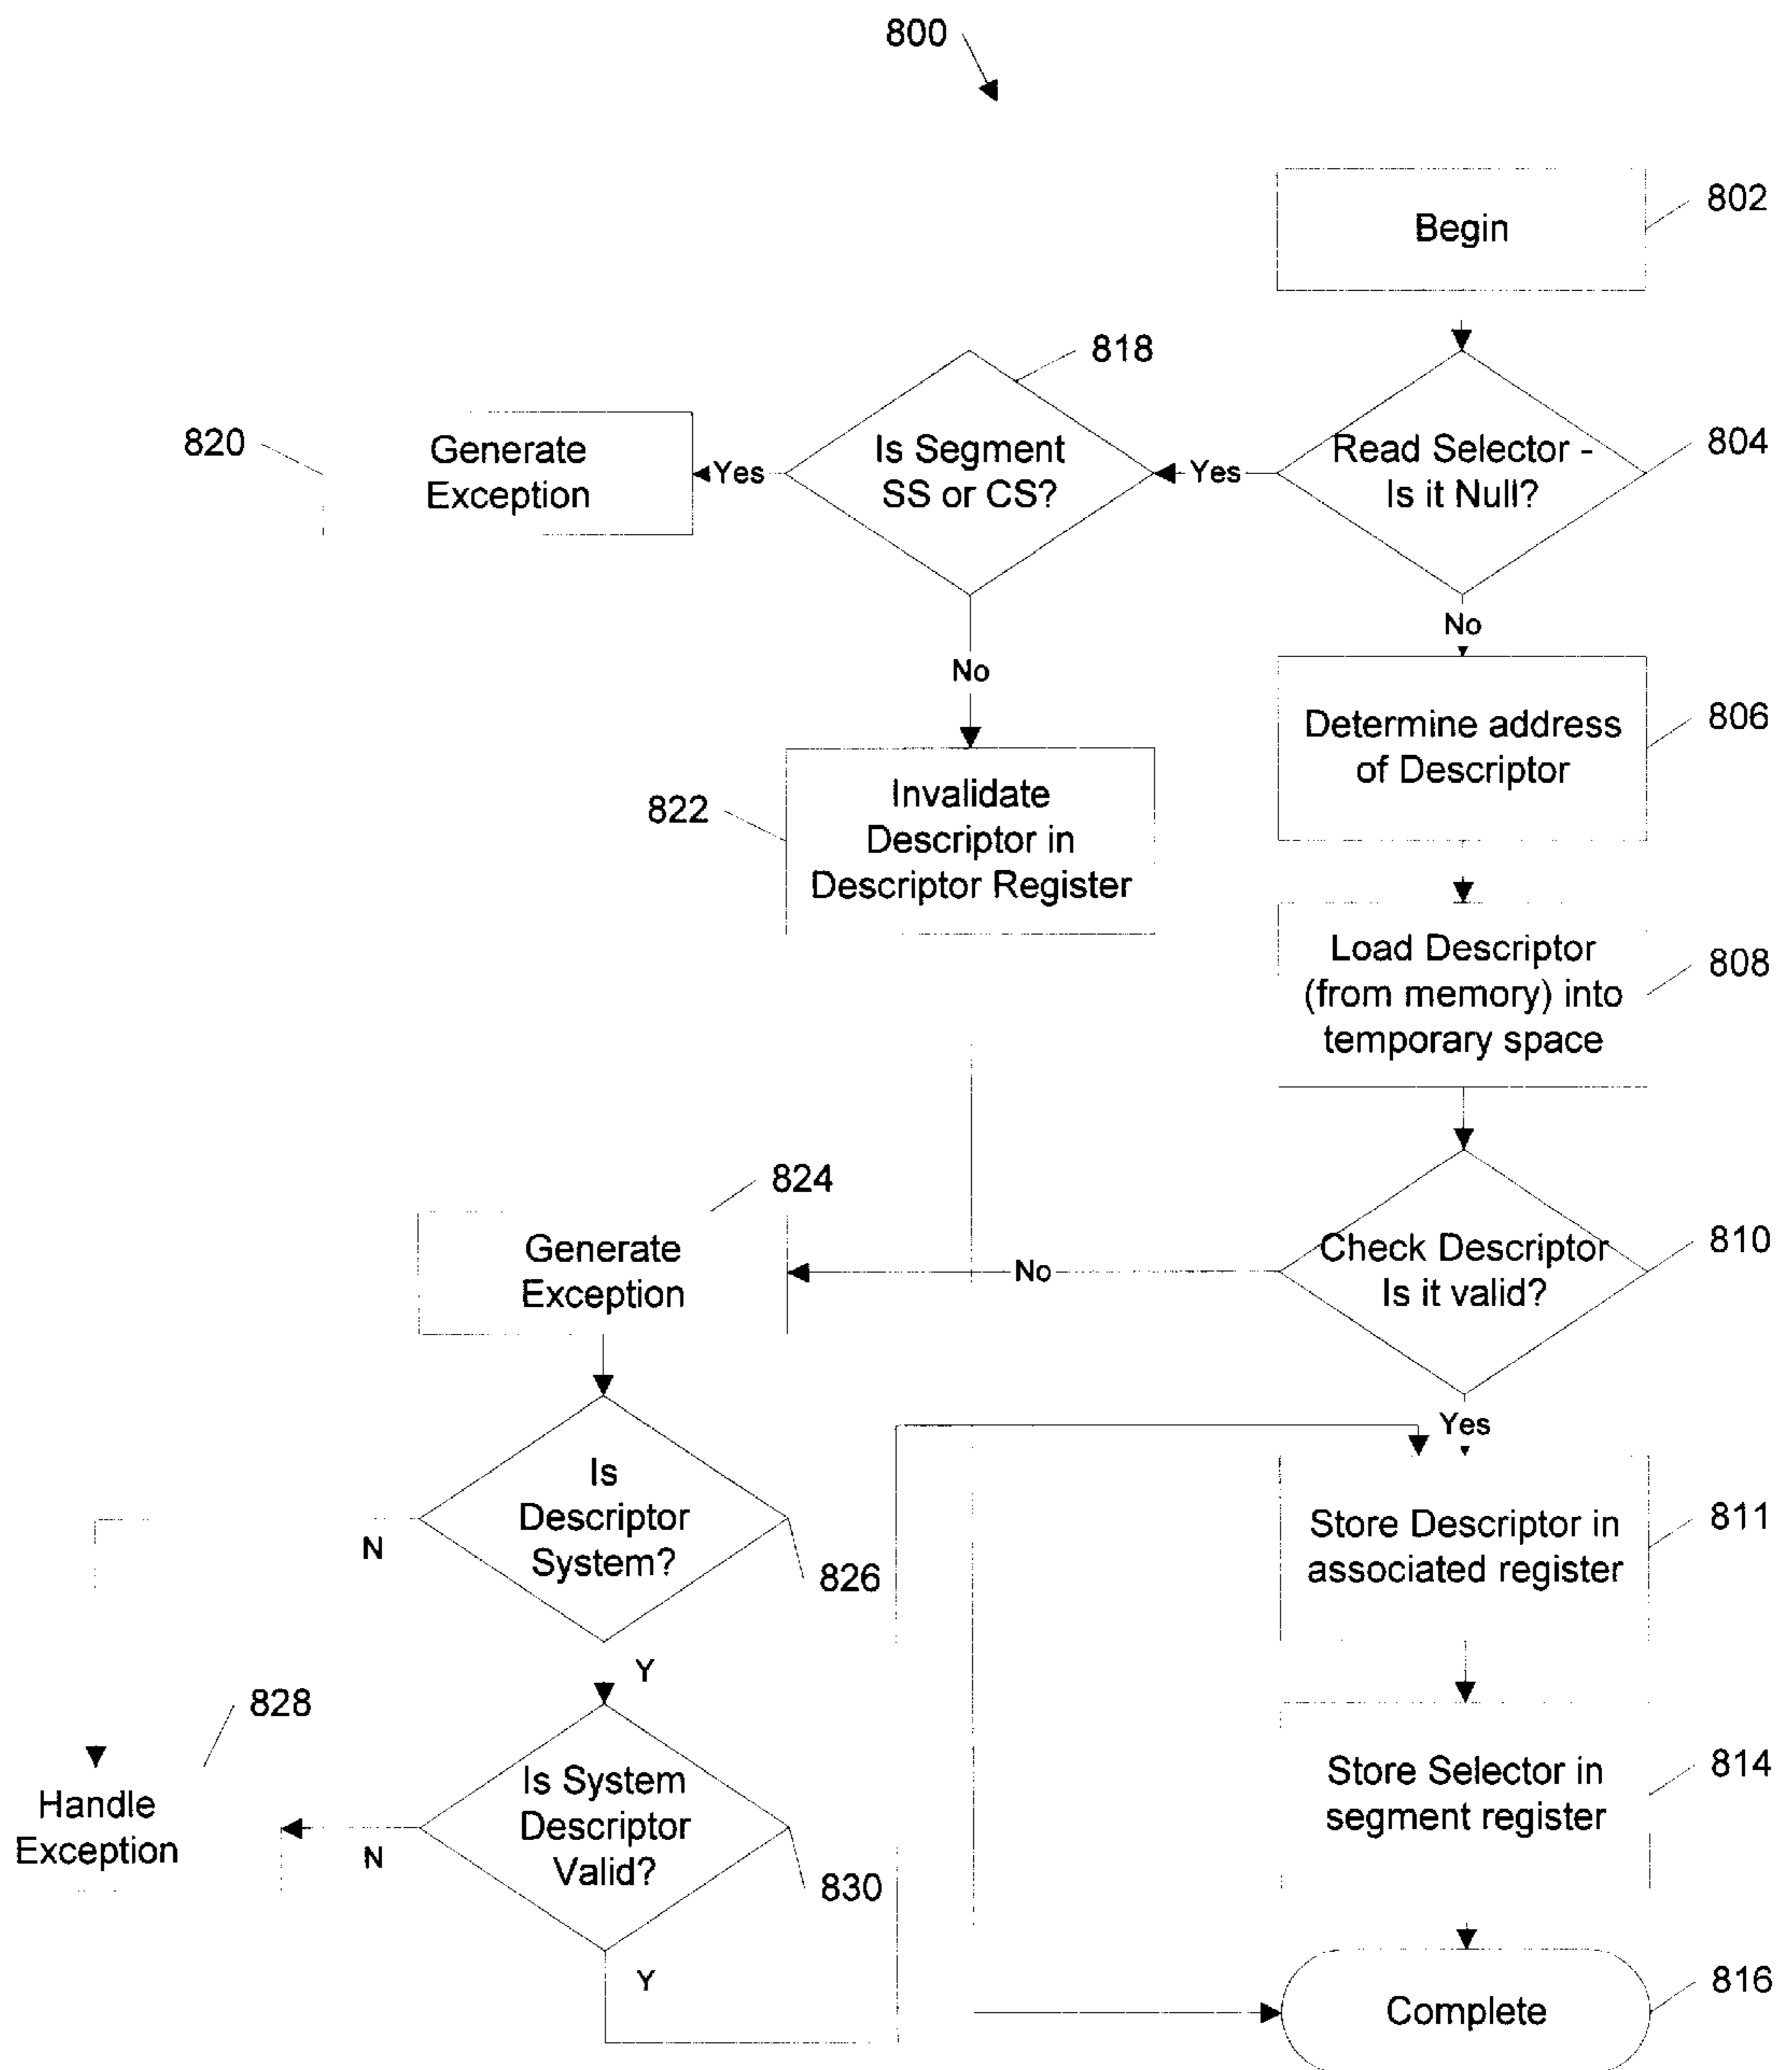 800
802
Begin
818
820
Generate
Exception
Yes
Is Segment
SS or CS?
Yes
Read Selector -
Is it Null?
804
No
No
Determine address
of Descriptor
806
822
Invalidate
Descriptor in
Descriptor Register
Load Descriptor
(from memory) into
temporary space
808
824
Generate
Exception
No
Check Descriptor
Is it valid?
810
Yes
Is
Descriptor
System?
N
826
Store Descriptor in
associated register
811
Y
828
Handle
Exception
N
Is System
Descriptor
Valid?
830
Store Selector in
segment register
814
Y
Complete
816